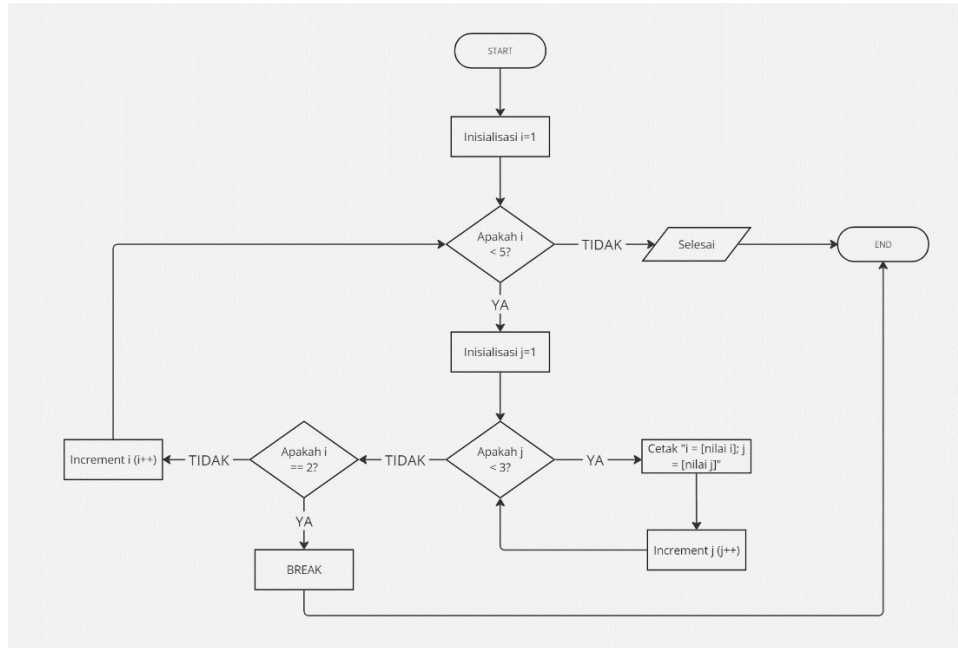 START
Inisialisasi i=1
Apakah i
< 5?
TIDAK
Selesai
END
YA
Inisialisasi j=1
Apakah j
< 3?
YA
Cetak "i = [nilai i]; j
= [nilai j]"
Increment j (j++)
TIDAK
Apakah i
== 2?
TIDAK
Increment i (i++)
YA
BREAK